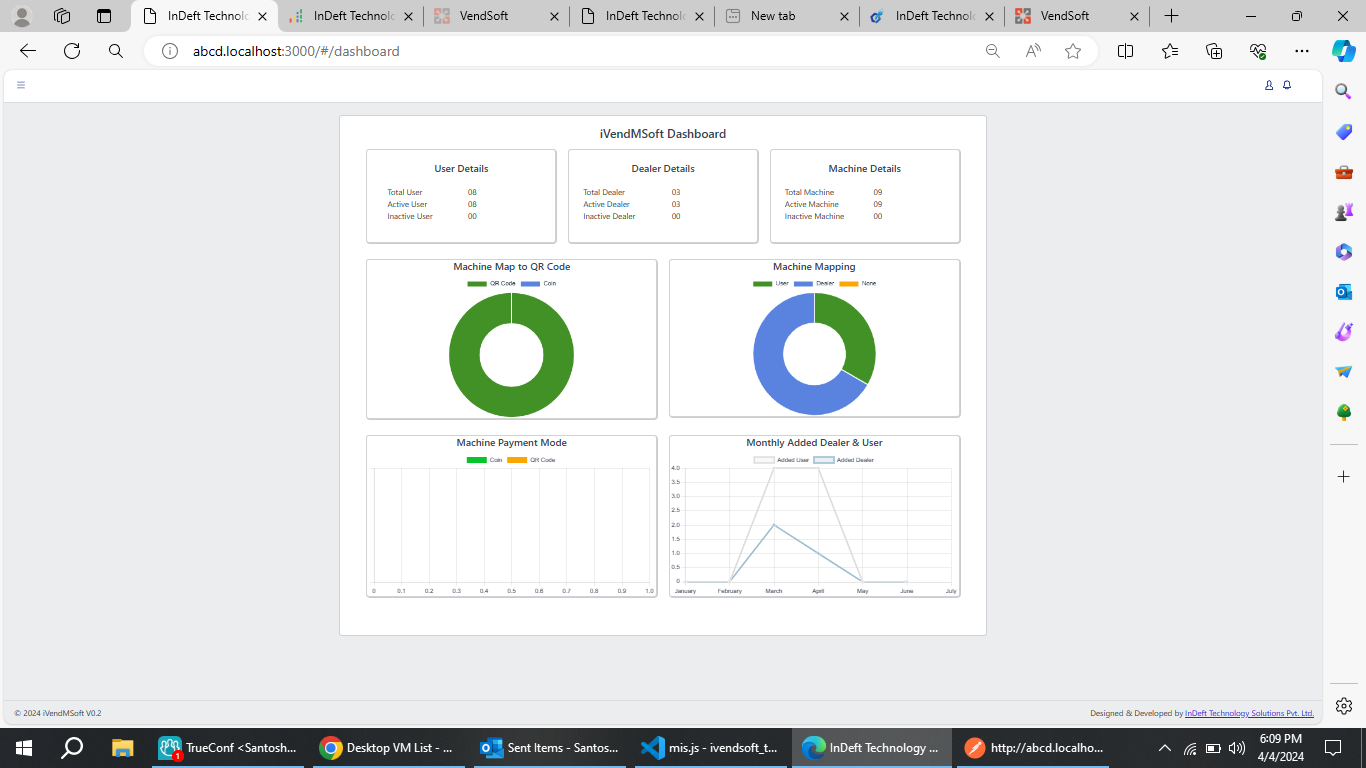 InDeft Technolo
InDeft Technolo
VendSoft
InDeft Technolo
New tab
InDeft Technolo
VendSoft
abcd.localhost:3000/#/dashboard
iVendMSoft Dashboard
User Details
Total User 08
Active User 08
Inactive User 00
Dealer Details
Total Dealer 03
Active Dealer 03
Inactive Dealer 00
Machine Details
Total Machine 09
Active Machine 09
Inactive Machine 00
Machine Map to QR Code
QR Code Coin
Machine Mapping
User Dealer None
Machine Payment Mode
Coin QR Code
0 0.1 0.2 0.3 0.4 0.5 0.6 0.7 0.8 0.9 1.0
Monthly Added Dealer & User
Added User Added Dealer
4.0
3.5
3.0
2.5
2.0
1.5
1.0
0.5
0
January February March April May June July
© 2024 iVendMSoft V0.2
Designed & Developed by InDeft Technology Solutions Pvt. Ltd.
TrueConf <Santosh...
1
Desktop VM List - ...
Sent Items - Santos...
mis.js - ivendsoft_t...
InDeft Technology ...
http://abcd.localho...
6:09 PM
4/4/2024